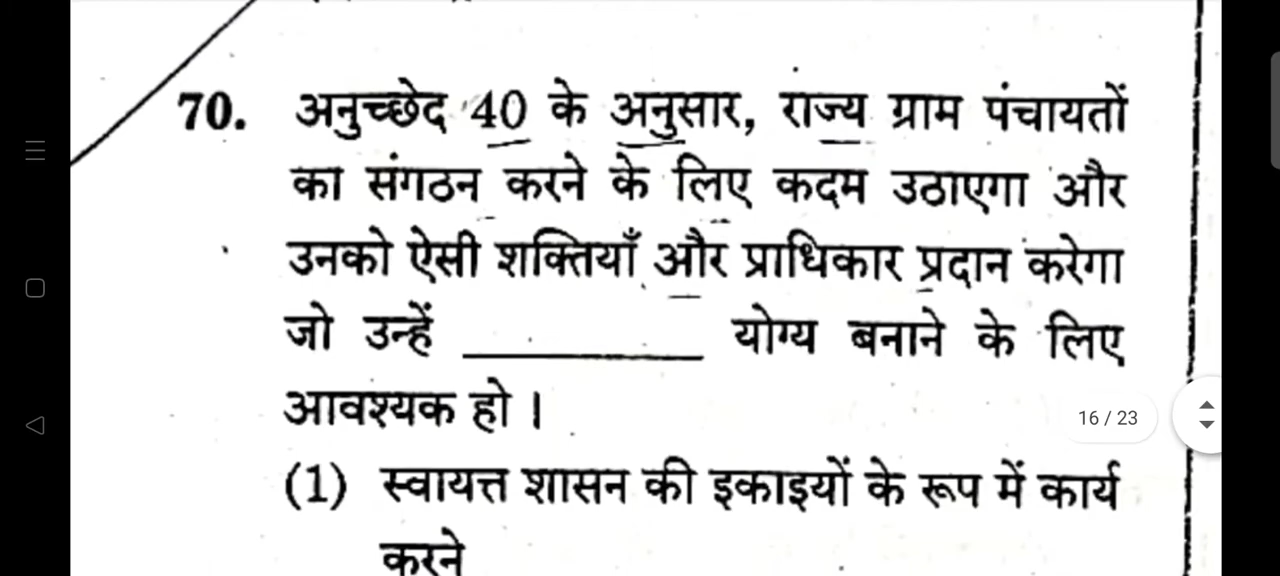 70. अनुच्छेद 40 के अनुसार, राज्य ग्राम पंचायतों
का संगठन करने के लिए कदम उठाएगा और
उनको ऐसी शक्तियाँ और प्राधिकार प्रदान करेगा
जो उन्हें __________ योग्य बनाने के लिए
आवश्यक हो ।
16 / 23
(1) स्वायत्त शासन की इकाइयों के रूप में कार्य
करने